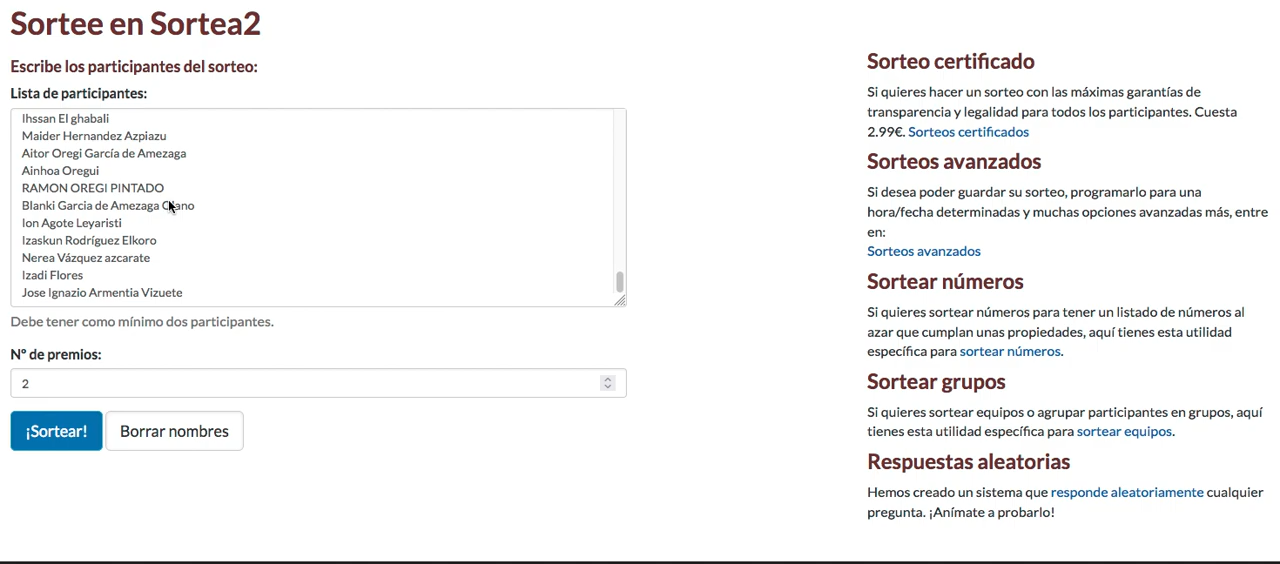 Sortee en Sortea2
Escribe los participantes del sorteo:
Lista de participantes:
Ihssan El ghabali
Maider Hernandez Azpiazu
Aitor Oregi García de Amezaga
Ainhoa Oregui
RAMON OREGI PINTADO
Blanki Garcia de Amezaga
Ion Agote Leyaristi
Izaskun Rodríguez Elkoro
Nerea Vázquez azcarate
Izadi Flores
Jose Ignazio Armentia Vizuete
Debe tener como mínimo dos participantes.
Nº de premios:
2
¡Sortear!
Borrar nombres
Sorteo certificado
Si quieres hacer un sorteo con las máximas garantías de
transparencia y legalidad para todos los participantes. Cuesta
2.99€. Sorteos certificados
Sorteos avanzados
Si desea poder guardar su sorteo, programarlo para una
hora/fecha determinadas y muchas opciones avanzadas más, entre
en:
Sorteos avanzados
Sortear números
Si quieres sortear números para tener un listado de números al
azar que cumplan unas propiedades, aquí tienes esta utilidad
específica para sortear números.
Sortear grupos
Si quieres sortear equipos o agrupar participantes en grupos, aquí
tienes esta utilidad específica para sortear equipos.
Respuestas aleatorias
Hemos creado un sistema que responde aleatoriamente cualquier
pregunta. ¡Anímate a probarlo!